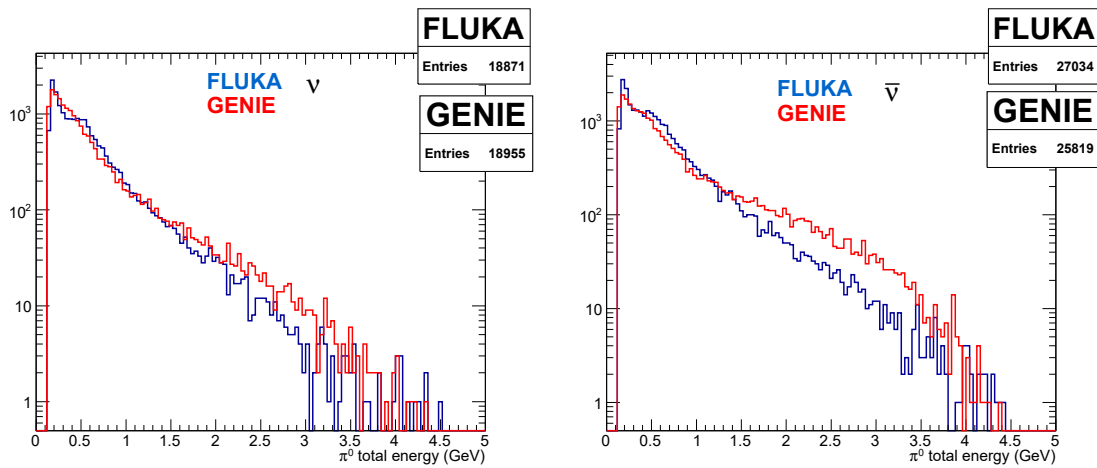 FLUKA
Entries 18871
GENIE
Entries 18955
FLUKA ν
GENIE
10³
10²
10
1
0 0.5 1 1.5 2 2.5 3 3.5 4 4.5 5
π⁰ total energy (GeV)
FLUKA
Entries 27034
GENIE
Entries 25819
FLUKA ν̅
GENIE
10³
10²
10
1
0 0.5 1 1.5 2 2.5 3 3.5 4 4.5 5
π⁰ total energy (GeV)